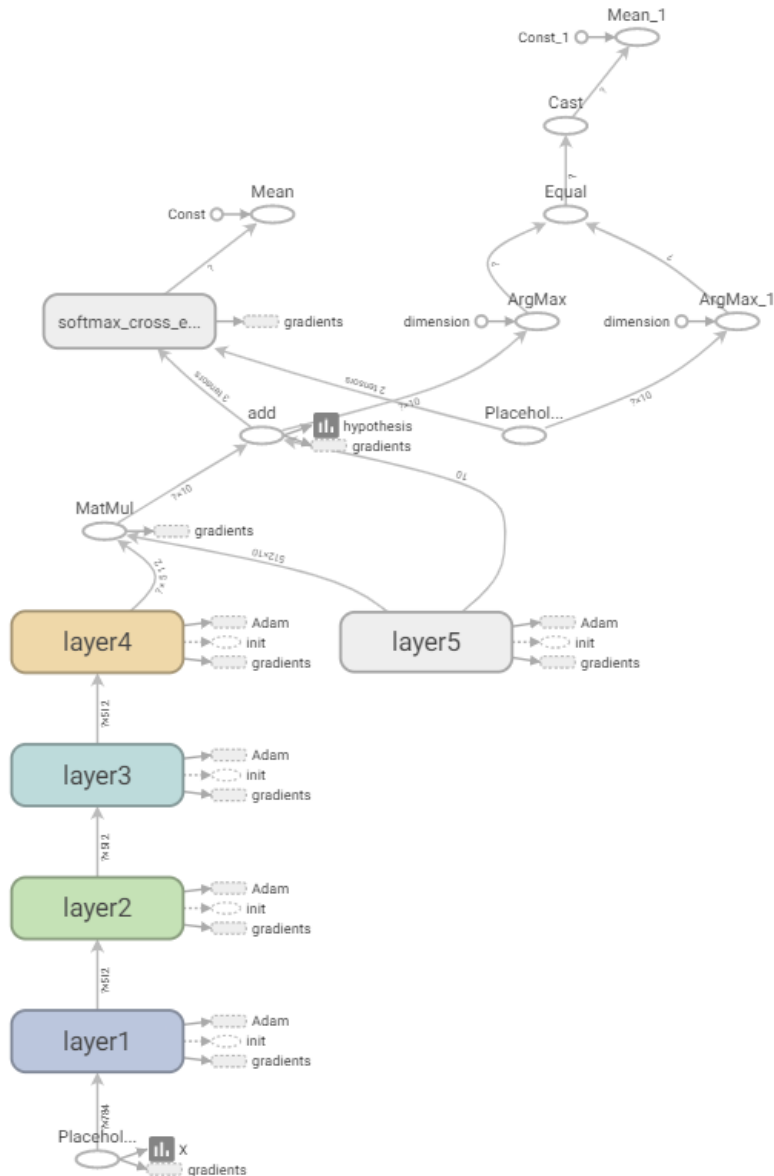 Mean_1
Const_1
?
Cast
?
Mean
Equal
Const
?
?
?
softmax_cross_e...
gradients
ArgMax
dimension
ArgMax_1
dimension
3 tensors
2 tensors
?×10
?×10
add
hypothesis
gradients
Placehol...
?×10
10
MatMul
gradients
512×10
?×512
layer4
Adam
init
gradients
layer5
Adam
init
gradients
?×512
layer3
Adam
init
gradients
?×512
layer2
Adam
init
gradients
?×512
layer1
Adam
init
gradients
?×784
Placehol...
X
gradients